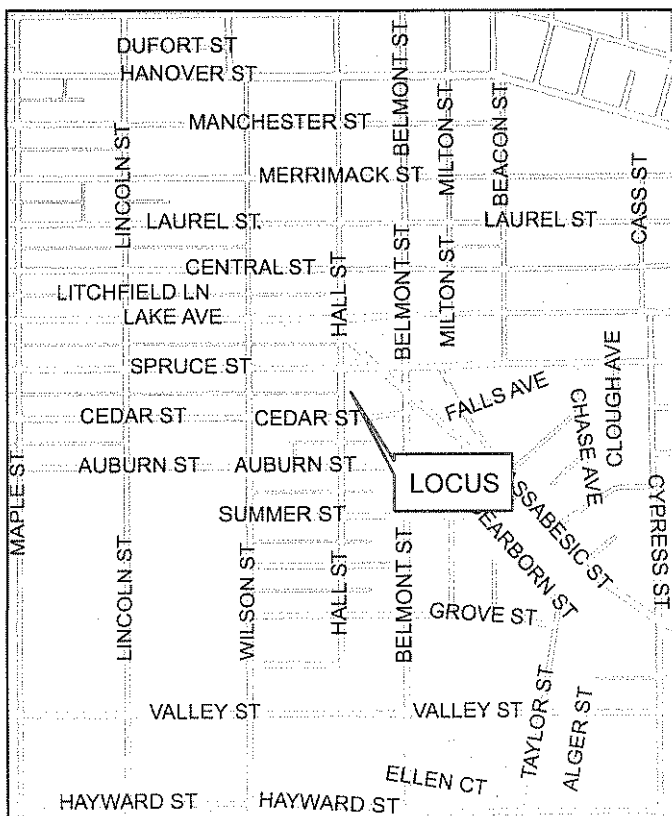 DUFORT ST
HANOVER ST
BELMONT ST
MANCHESTER ST
MILTON ST
BEACON ST
LINCOLN ST
MERRIMACK ST
CASS ST
LAUREL ST.
LAUREL ST
CENTRAL ST
HALL ST
BELMONT ST
MILTON ST
LITCHFIELD LN
LAKE AVE
SPRUCE ST
FALLS AVE
CHASE AVE
CLOUGH AVE
CEDAR ST
CEDAR ST
AUBURN ST
AUBURN ST
LOCUS
MAPLE ST
SUMMER ST
SSABESIC ST
EARBORN ST
CYPRESS ST
LINCOLN ST
WILSON ST
HALL ST
BELMONT ST
GROVE ST
VALLEY ST
VALLEY ST
TAYLOR ST
ALGER ST
ELLEN CT
HAYWARD ST
HAYWARD ST